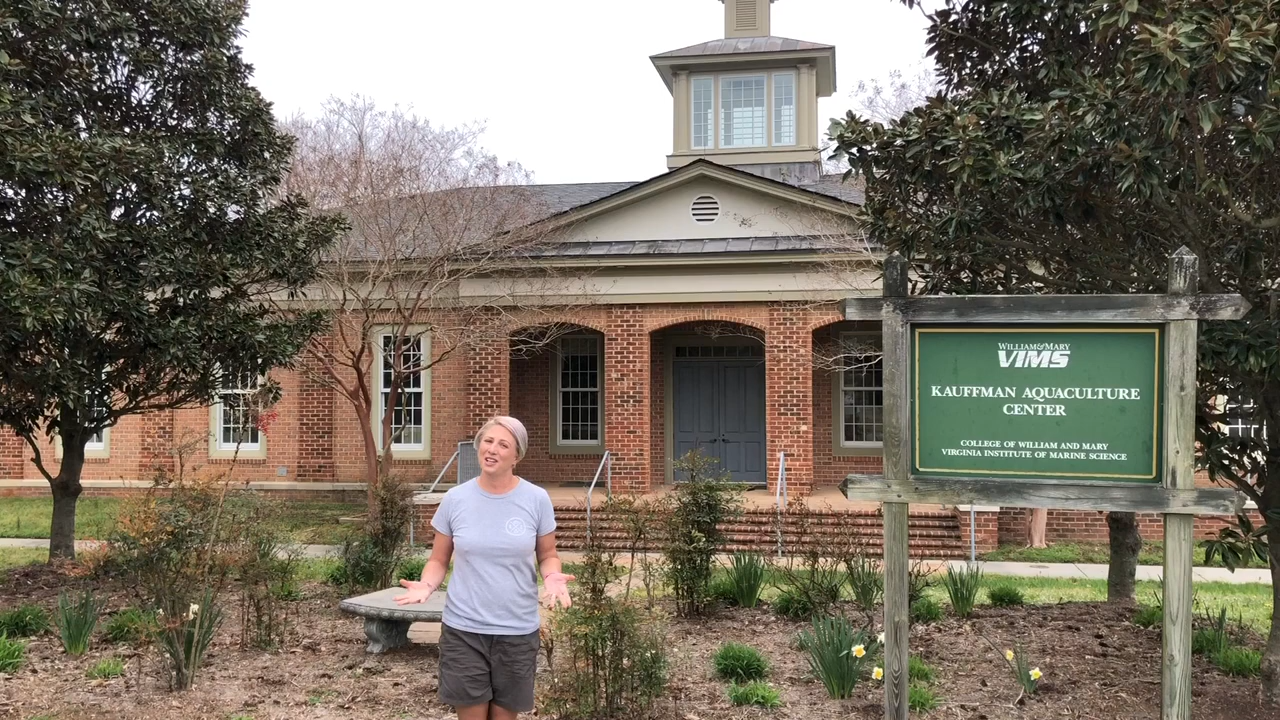 WILLIAM & MARY
VIMS
KAUFFMAN AQUACULTURE
CENTER
COLLEGE OF WILLIAM AND MARY
VIRGINIA INSTITUTE OF MARINE SCIENCE